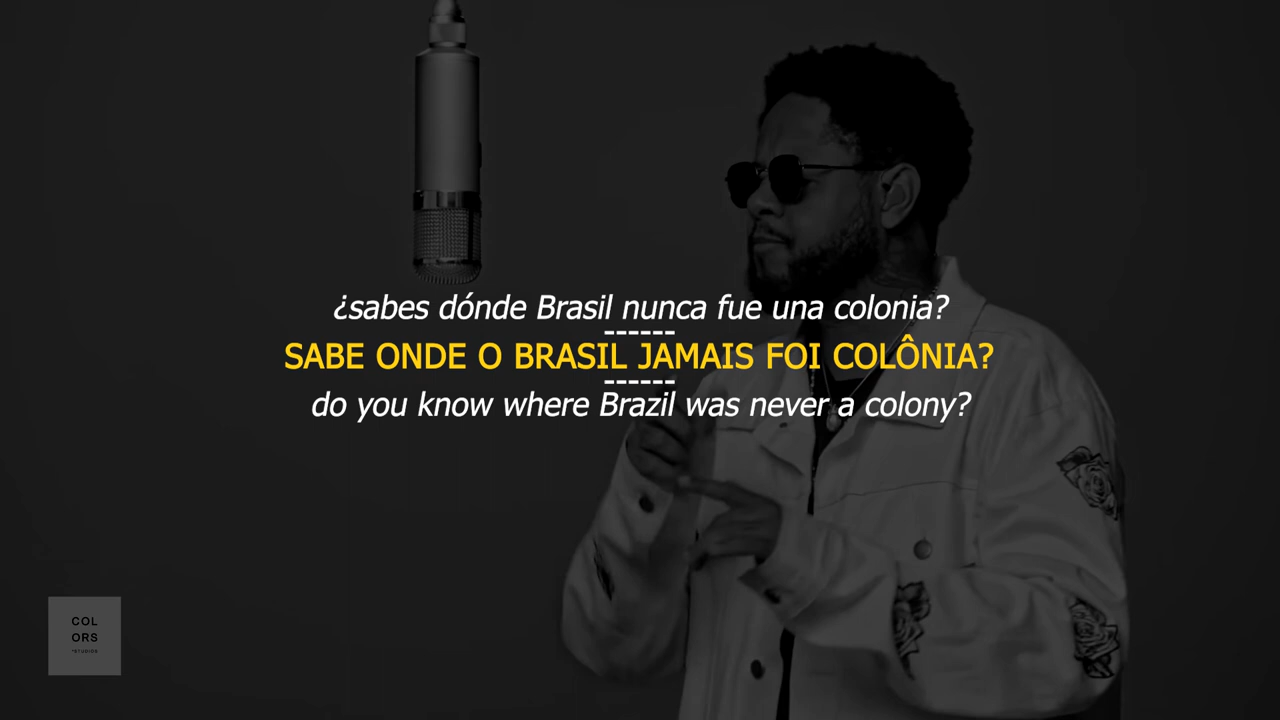 ¿sabes dónde Brasil nunca fue una colonia?
------
SABE ONDE O BRASIL JAMAIS FOI COLÔNIA?
------
do you know where Brazil was never a colony?
COL
ORS
*STUDIOS